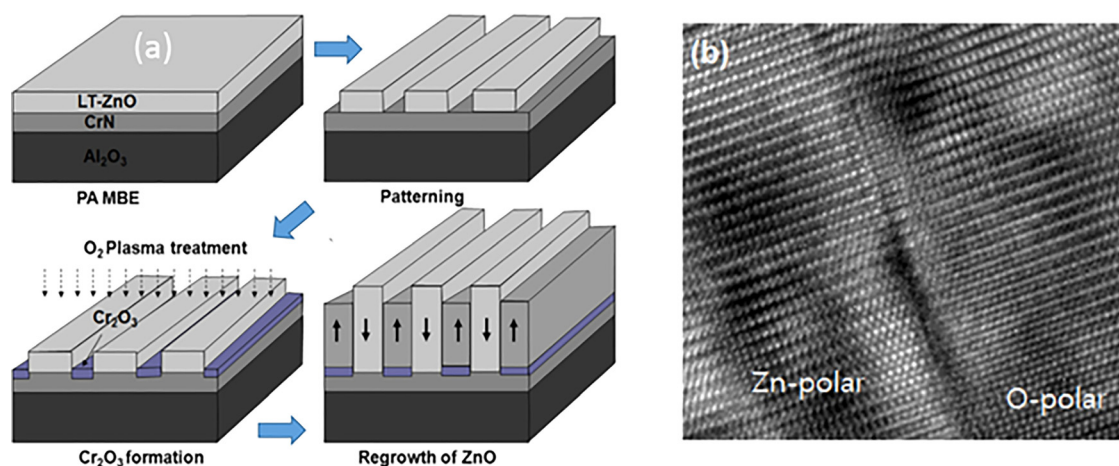 (a)
LT-ZnO
CrN
Al₂O₃
PA MBE
Patterning
O₂ Plasma treatment
Cr₂O₃
Cr₂O₃ formation
Regrowth of ZnO
(b)
Zn-polar
O-polar